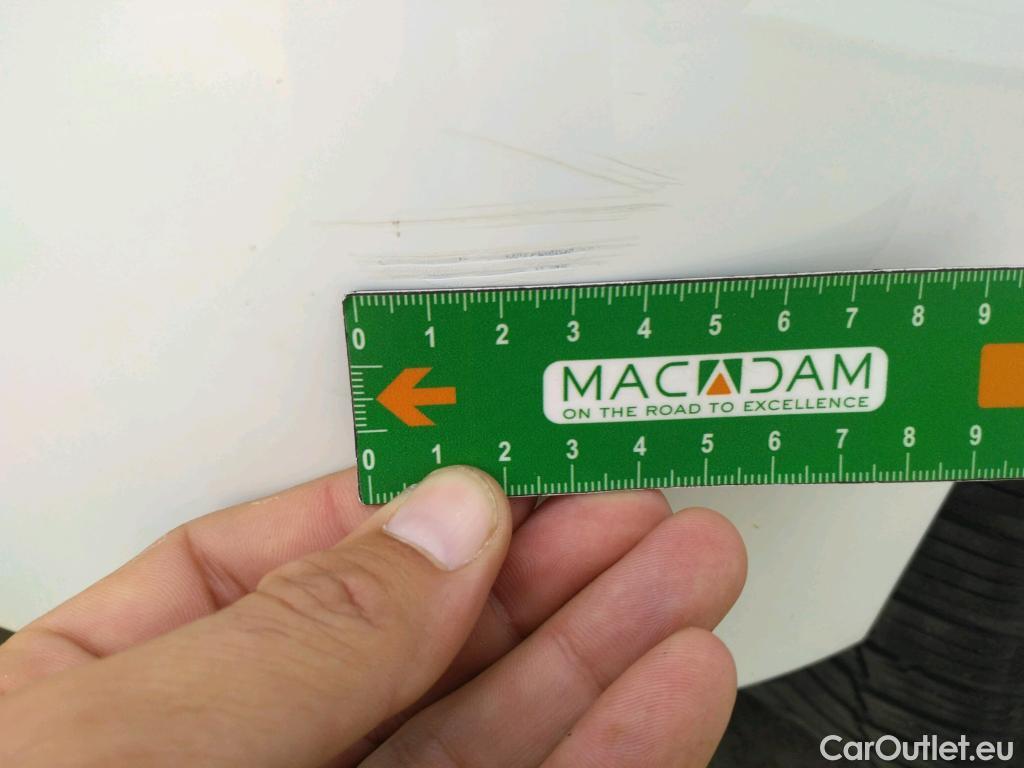 0 1 2 3 4 5 6 7 8 9
MACADAM
ON THE ROAD TO EXCELLENCE
0 1 2 3 4 5 6 7 8 9
CarOutlet.eu